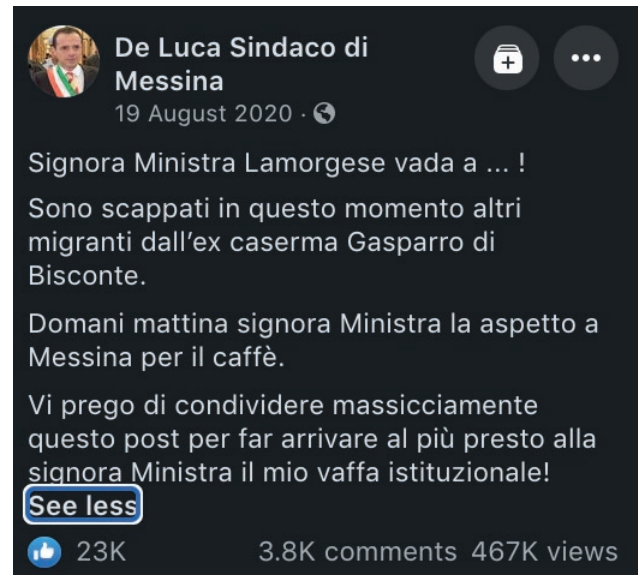 De Luca Sindaco di
Messina
19 August 2020 ·
Signora Ministra Lamorgese vada a ... !
Sono scappati in questo momento altri
migranti dall’ex caserma Gasparro di
Bisconte.
Domani mattina signora Ministra la aspetto a
Messina per il caffè.
Vi prego di condividere massicciamente
questo post per far arrivare al più presto alla
signora Ministra il mio vaffa istituzionale!
See less
23K 3.8K comments 467K views